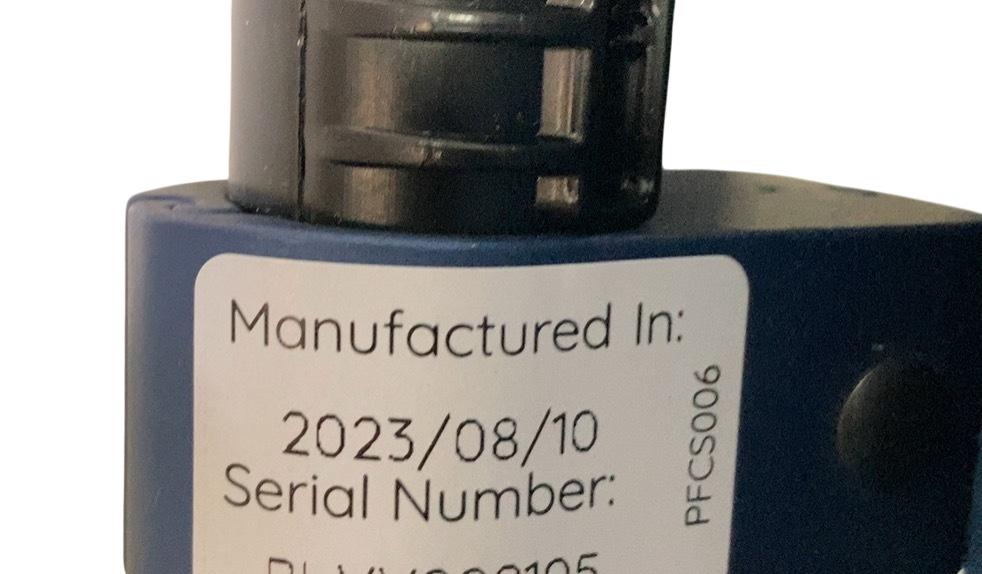 Manufactured In:
2023/08/10
Serial Number:
PFCS006